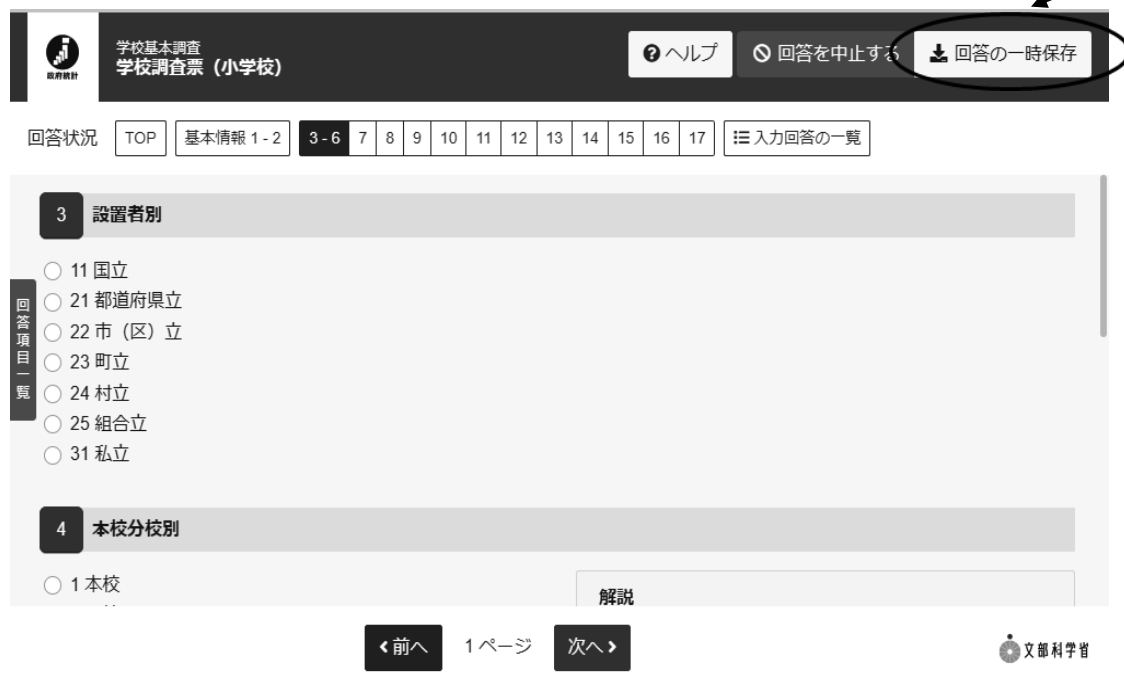 学校基本調査
学校調査票（小学校）
政府統計
ヘルプ
回答を中止する
回答の一時保存
回答状況 TOP 基本情報 1 - 2 3 - 6 7 8 9 10 11 12 13 14 15 16 17 入力回答の一覧
3 設置者別
11 国立
21 都道府県立
22 市（区）立
23 町立
24 村立
25 組合立
31 私立
回答項目一覧
4 本校分校別
1 本校
解説
前へ 1 ページ 次へ
文部科学省